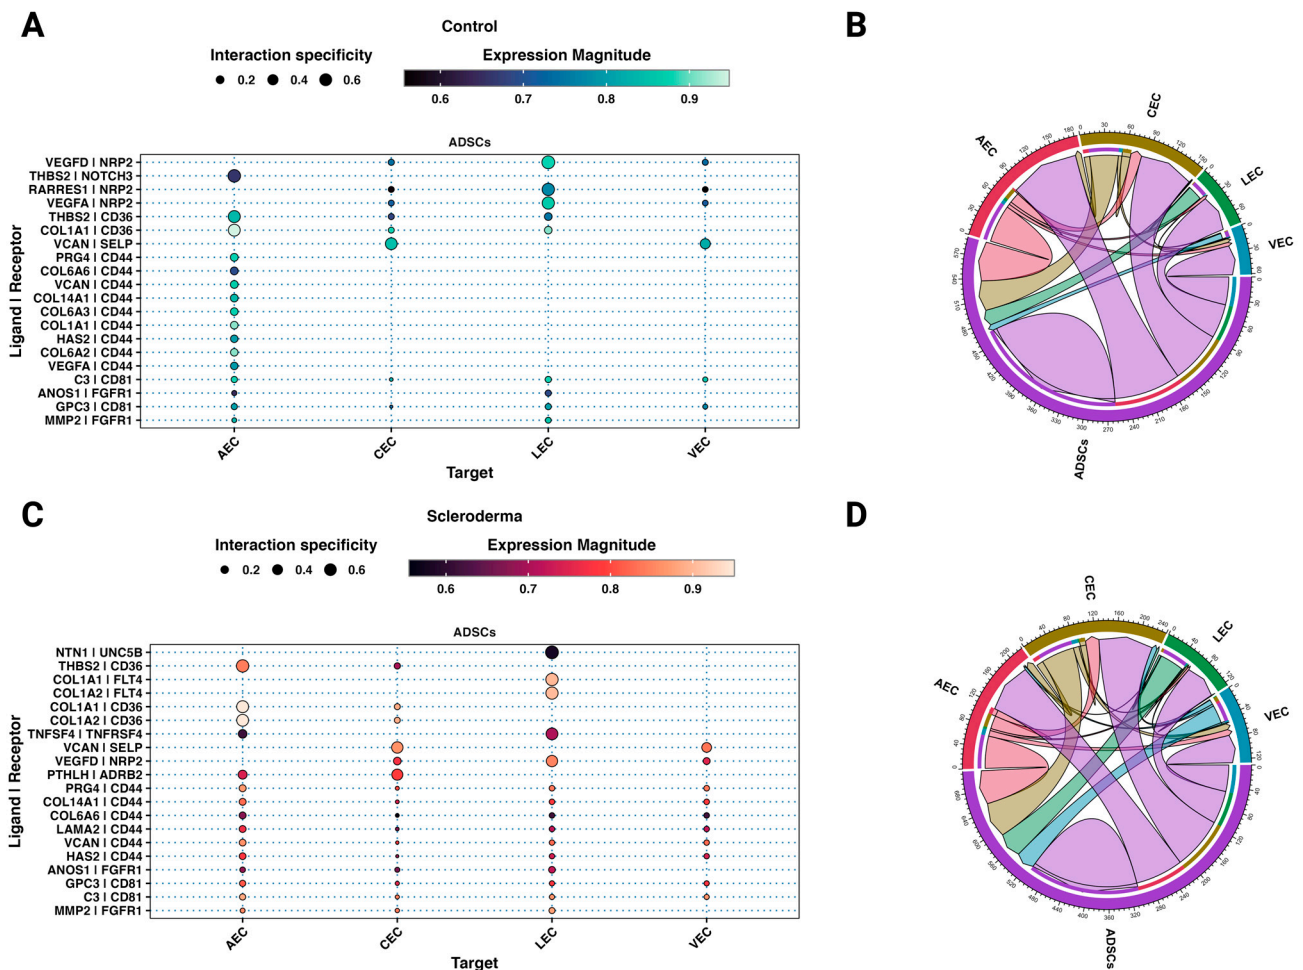 A
Control
Interaction specificity
0.2 0.4 0.6
Expression Magnitude
0.6 0.7 0.8 0.9
ADSCs
Ligand | Receptor
VEGFD | NRP2
THBS2 | NOTCH3
RARRES1 | NRP2
VEGFA | NRP2
THBS2 | CD36
COL1A1 | CD36
VCAN | SELP
PRG4 | CD44
COL6A6 | CD44
VCAN | CD44
COL14A1 | CD44
COL6A3 | CD44
COL1A1 | CD44
HAS2 | CD44
COL6A2 | CD44
VEGFA | CD44
C3 | CD81
ANOS1 | FGFR1
GPC3 | CD81
MMP2 | FGFR1
AEC CEC LEC VEC
Target
B
AEC
CEC
LEC
VEC
ADSCs
C
Scleroderma
Interaction specificity
0.2 0.4 0.6
Expression Magnitude
0.6 0.7 0.8 0.9
ADSCs
Ligand | Receptor
NTN1 | UNC5B
THBS2 | CD36
COL1A1 | FLT4
COL1A2 | FLT4
COL1A1 | CD36
COL1A2 | CD36
TNFSF4 | TNFRSF4
VCAN | SELP
VEGFD | NRP2
PTHLH | ADRB2
PRG4 | CD44
COL14A1 | CD44
COL6A6 | CD44
LAMA2 | CD44
VCAN | CD44
HAS2 | CD44
ANOS1 | FGFR1
GPC3 | CD81
C3 | CD81
MMP2 | FGFR1
AEC CEC LEC VEC
Target
D
AEC
CEC
LEC
VEC
ADSCs